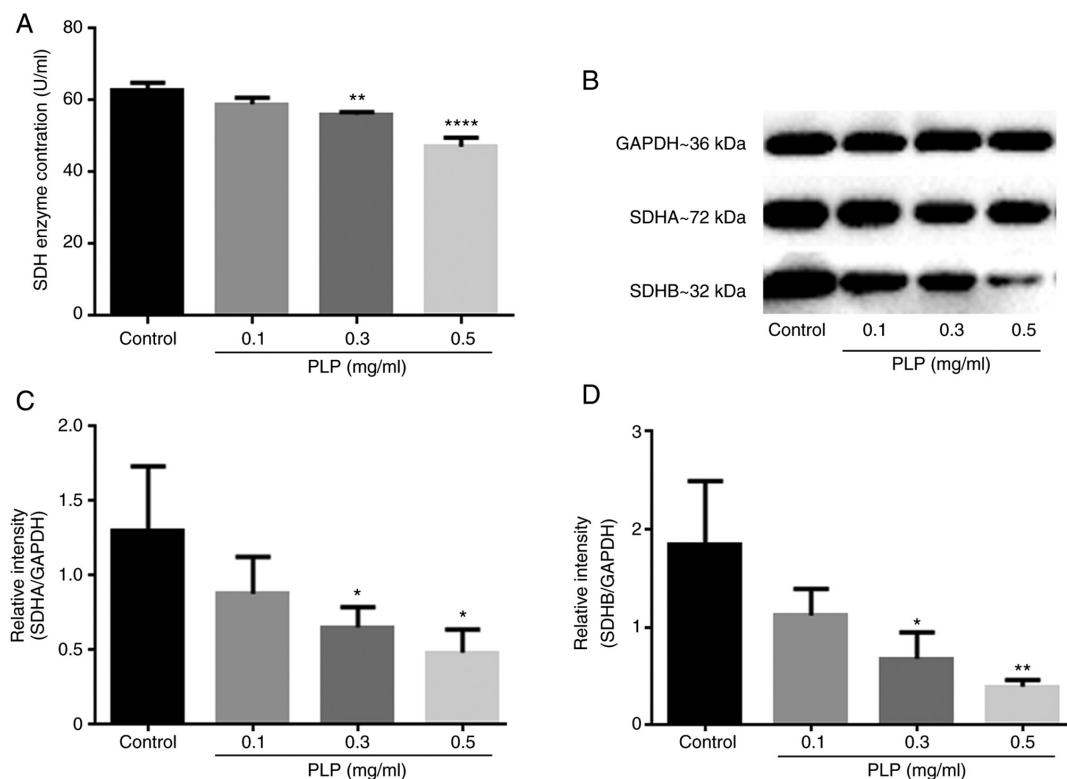 A
SDH enzyme contration (U/ml)
80
60
40
20
0
**
****
Control
0.1
0.3
0.5
PLP (mg/ml)
B
GAPDH~36 kDa
SDHA~72 kDa
SDHB~32 kDa
Control
0.1
0.3
0.5
PLP (mg/ml)
C
Relative intensity
(SDHA/GAPDH)
2.0
1.5
1.0
0.5
0
*
*
Control
0.1
0.3
0.5
PLP (mg/ml)
D
Relative intensity
(SDHB/GAPDH)
3
2
1
0
*
**
Control
0.1
0.3
0.5
PLP (mg/ml)